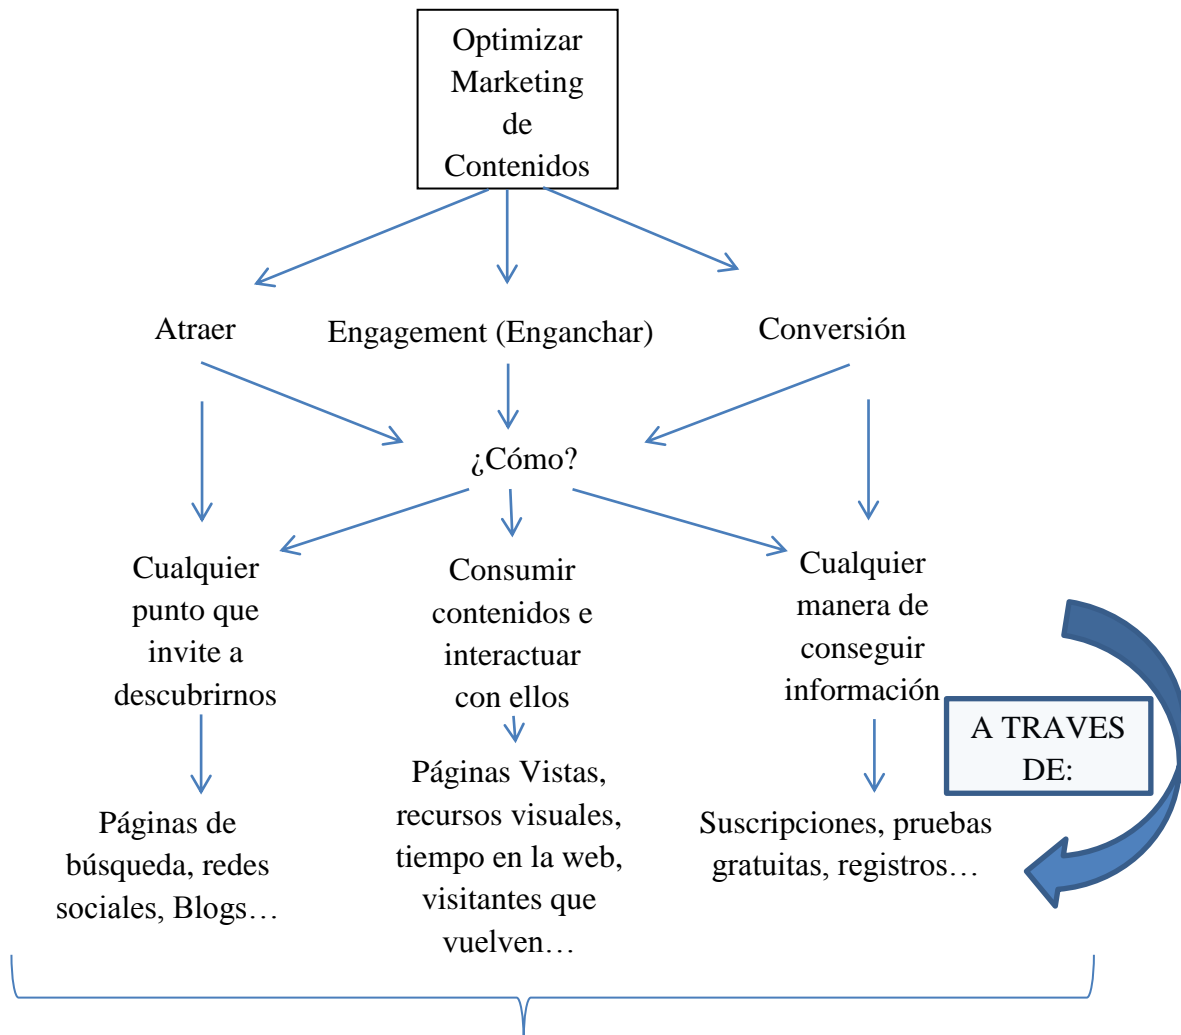 Optimizar
Marketing
de
Contenidos
Atraer
Engagement (Enganchar)
Conversión
¿Cómo?
Cualquier
punto que
invite a
descubrirnos
Consumir
contenidos e
interactuar
con ellos
Cualquier
manera de
conseguir
información
A TRAVES
DE:
Páginas de
búsqueda, redes
sociales, Blogs…
Páginas Vistas,
recursos visuales,
tiempo en la web,
visitantes que
vuelven…
Suscripciones, pruebas
gratuitas, registros…